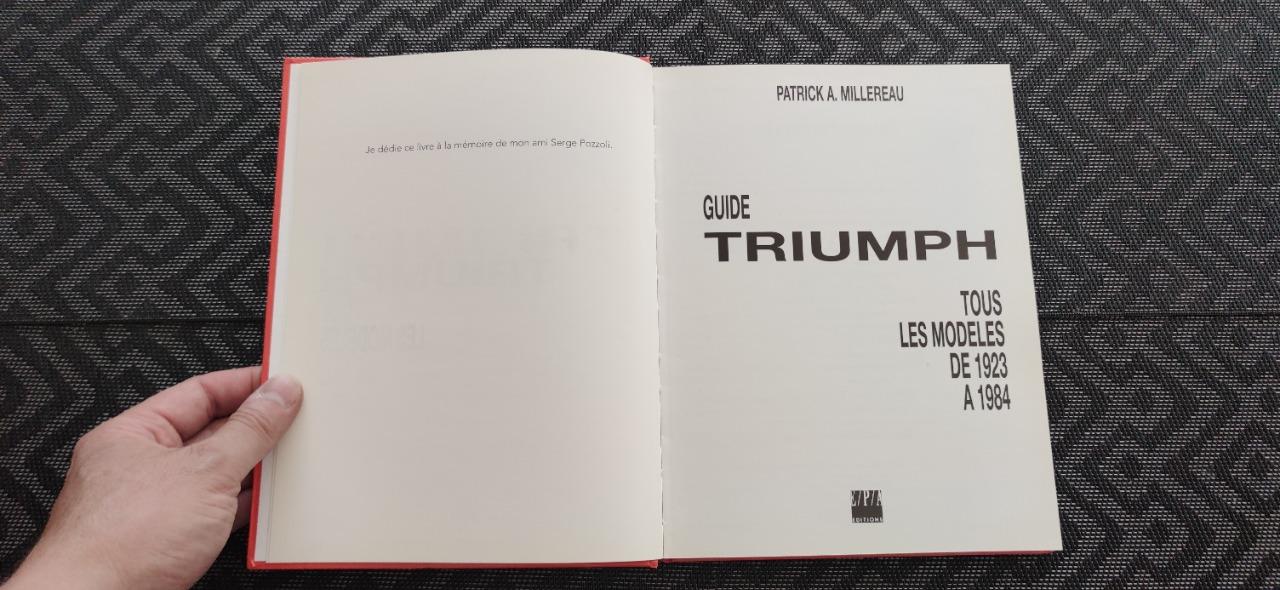 Je dédie ce livre à la mémoire de mon ami Serge Pozzoli.
PATRICK A. MILLEREAU
GUIDE
TRIUMPH
TOUS
LES MODELES
DE 1923
A 1984
E/P/A
EDITIONS